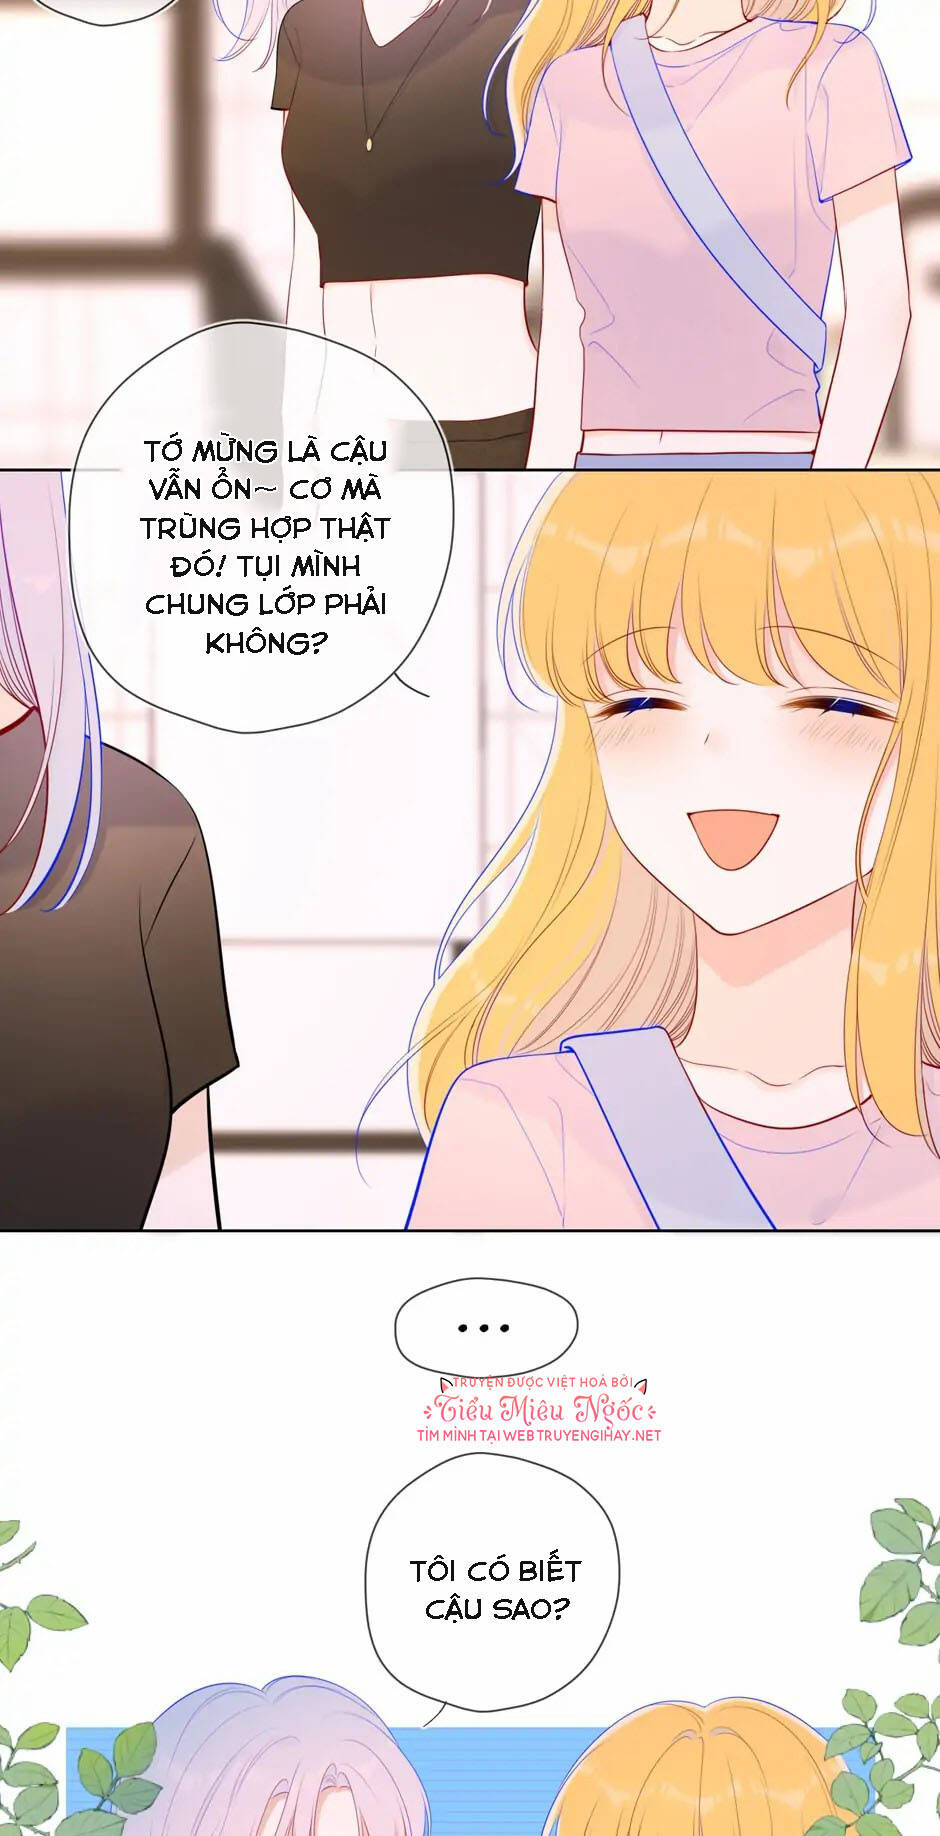 TỚ MỪNG LÀ CẬU
VẪN ỔN~ CƠ MÀ
TRÙNG HỢP THẬT
ĐÓ! TỤI MÌNH
CHUNG LỚP PHẢI
KHÔNG?
...
TRUYỆN ĐƯỢC VIỆT HOÁ BỞI
Tiểu Miêu Ngốc
TÌM MÌNH TẠI WEBTRUYENGIHAY.NET
TÔI CÓ BIẾT
CẬU SAO?